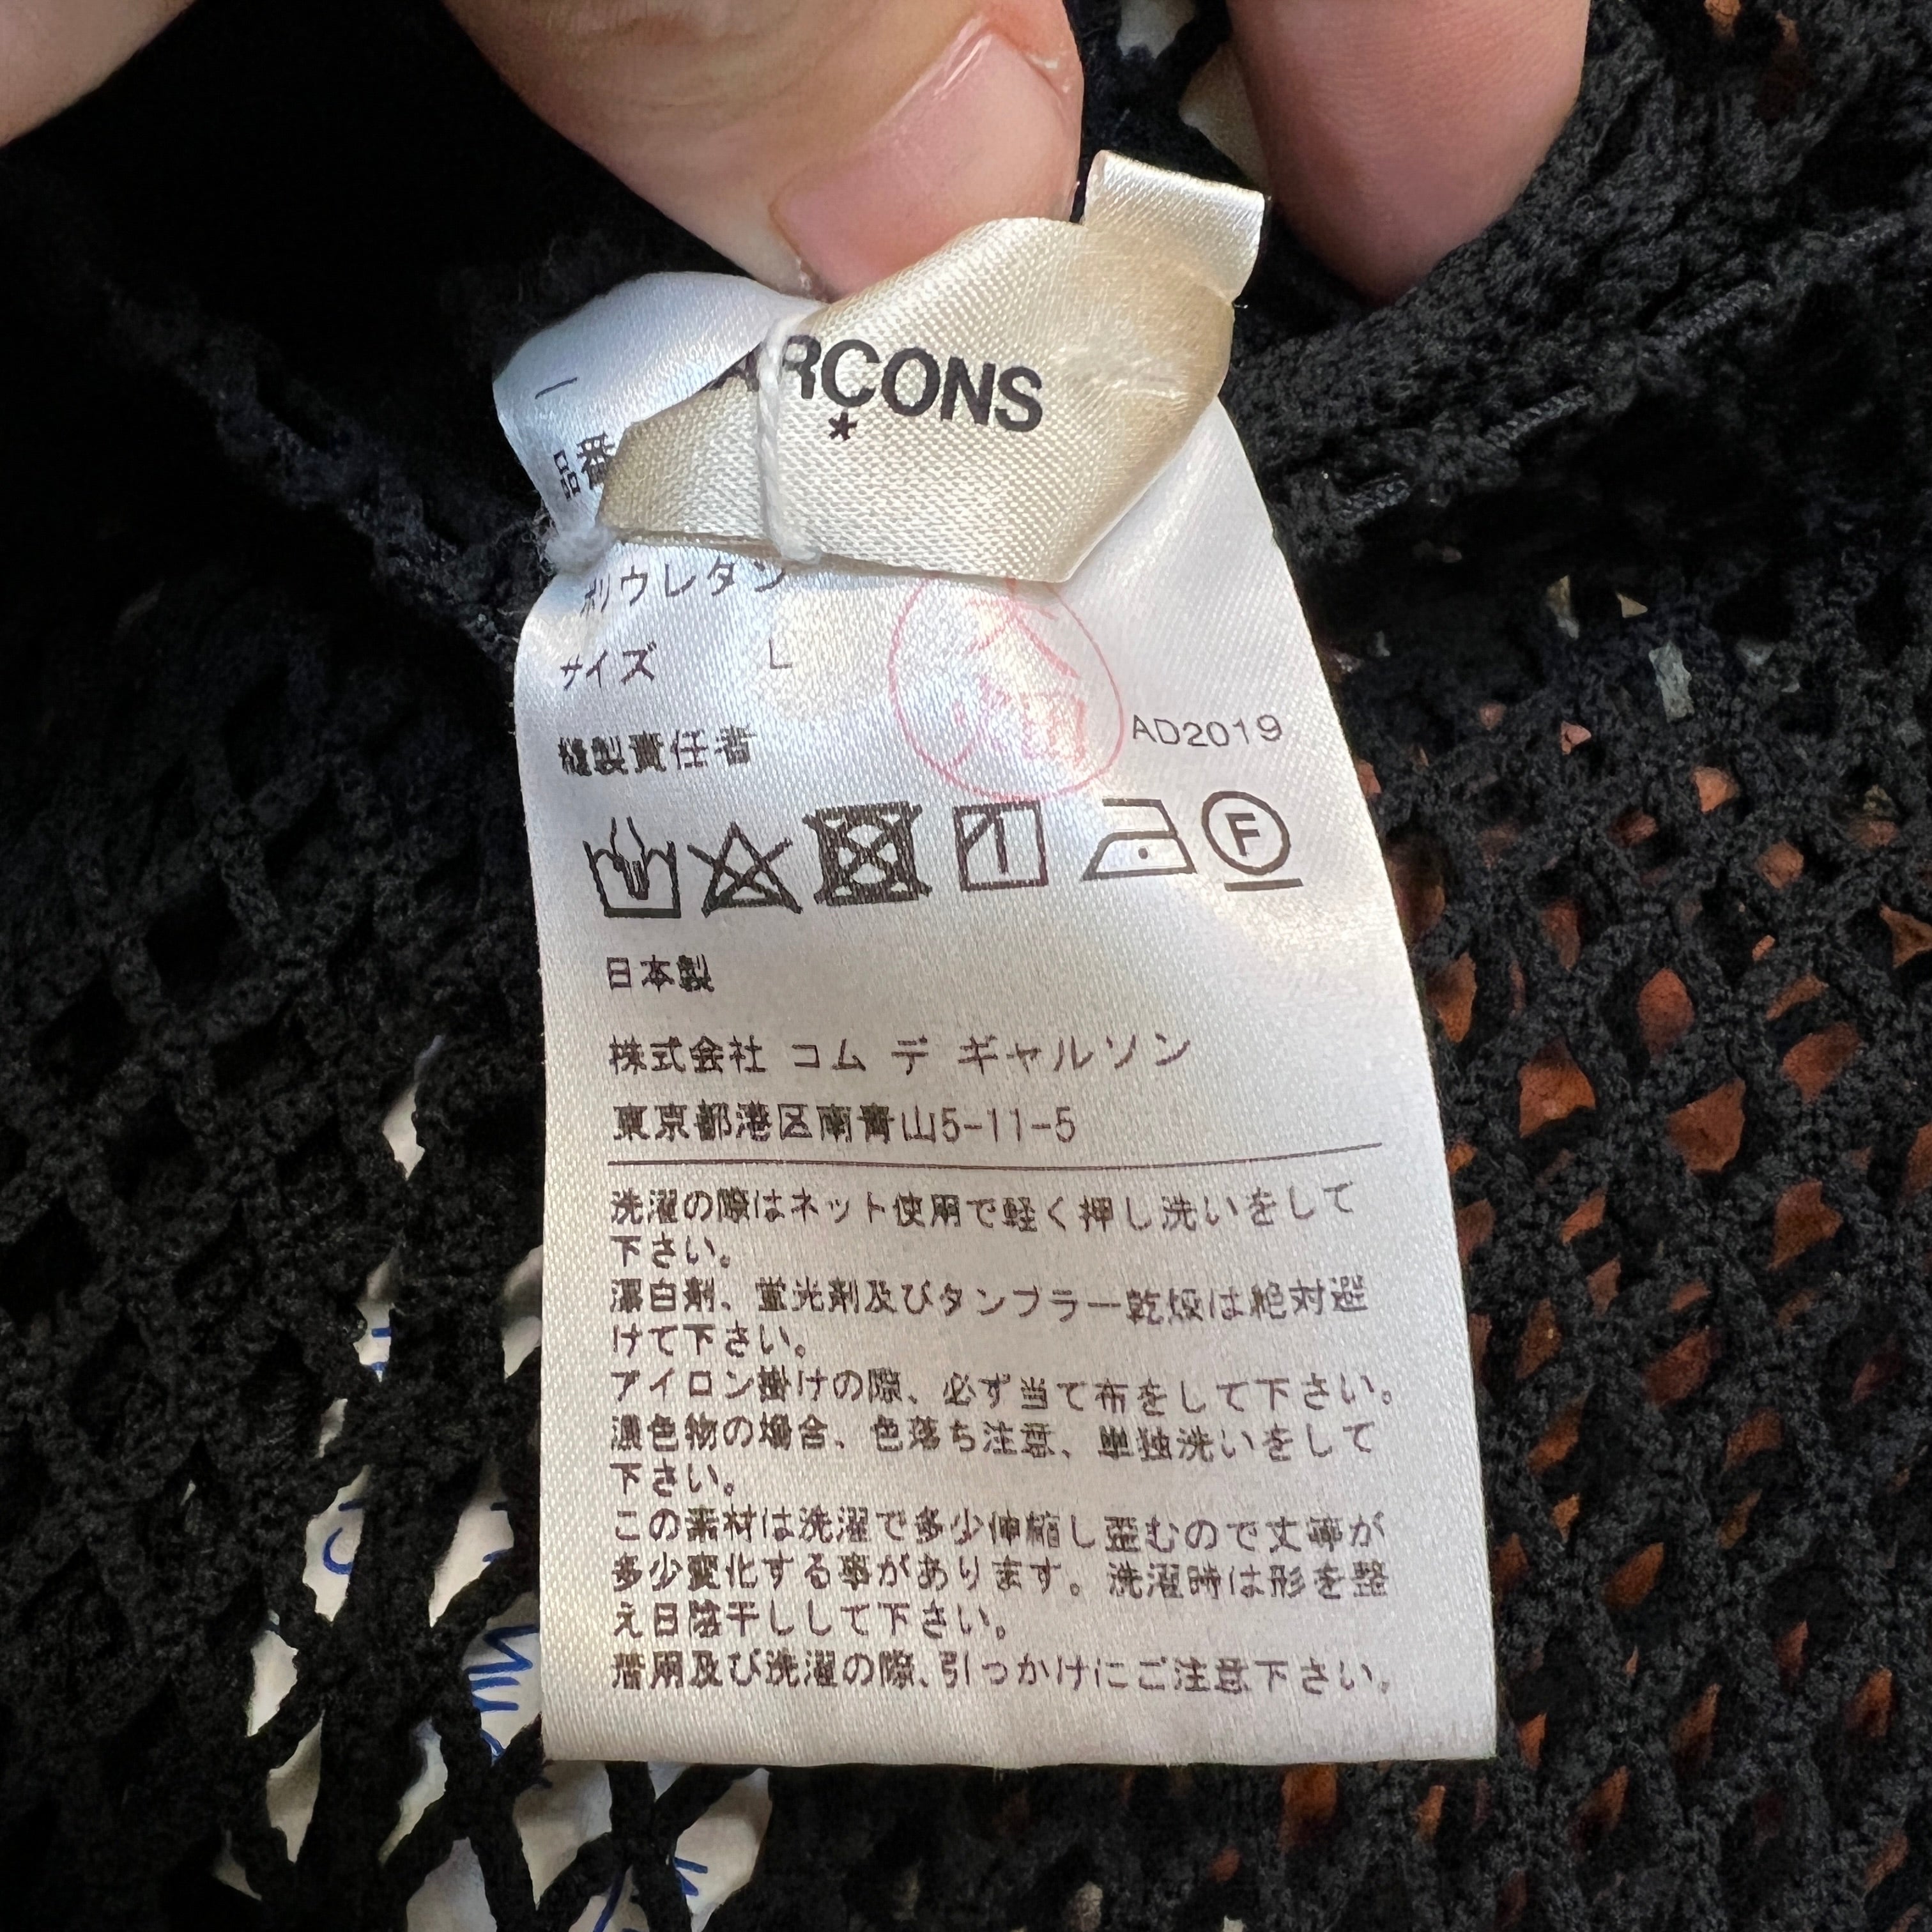 ARÇONS
*
品番
ポリウレタン
サイズ L
縫製責任者 AD2019
F
日本製
株式会社 コム デ ギャルソン
東京都港区南青山5-11-5
洗濯の際はネット使用で軽く押し洗いをして
下さい。
漂白剤、蛍光剤及びタンブラー乾燥は絶対避
けて下さい。
アイロン掛けの際、必ず当て布をして下さい。
濃色物の場合、色落ち注意、単独洗いをして
下さい。
この素材は洗濯で多少伸縮し歪むので丈幅が
多少変化する事があります。洗濯時は形を整
え日陰干しして下さい。
着用及び洗濯の際、引っかけにご注意下さい。